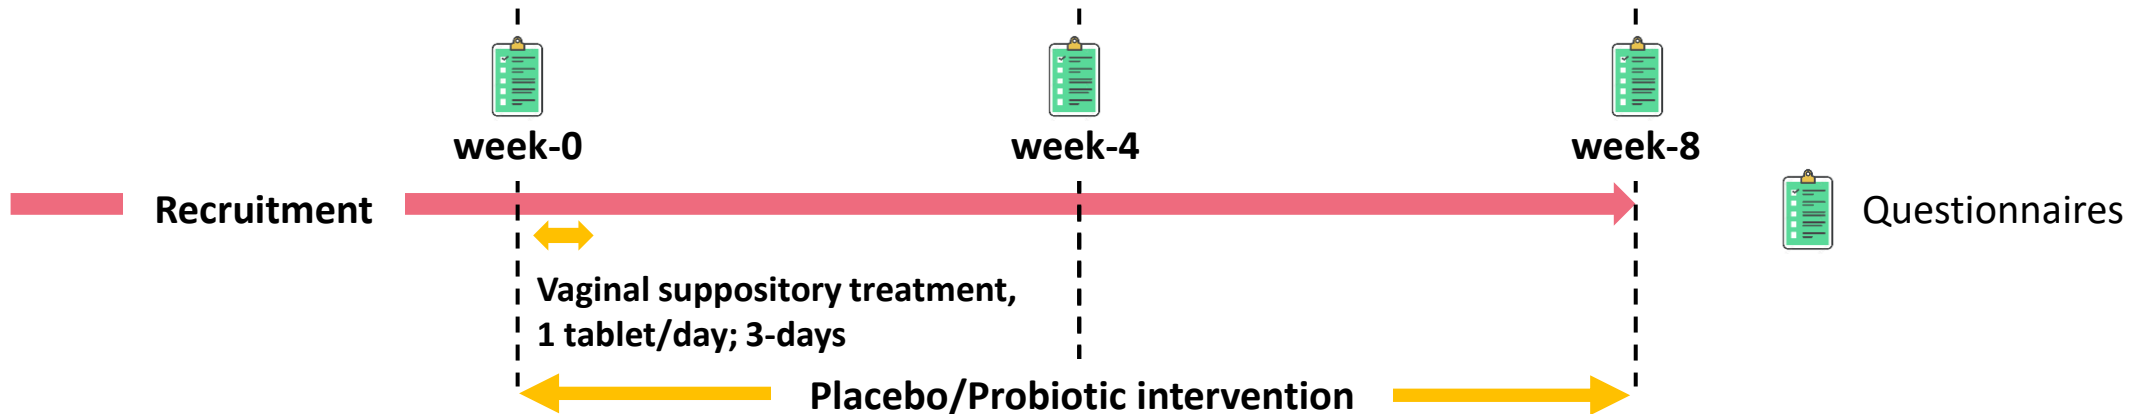 week-0
week-4
week-8
Recruitment
Questionnaires
Vaginal suppository treatment,
1 tablet/day; 3-days
Placebo/Probiotic intervention